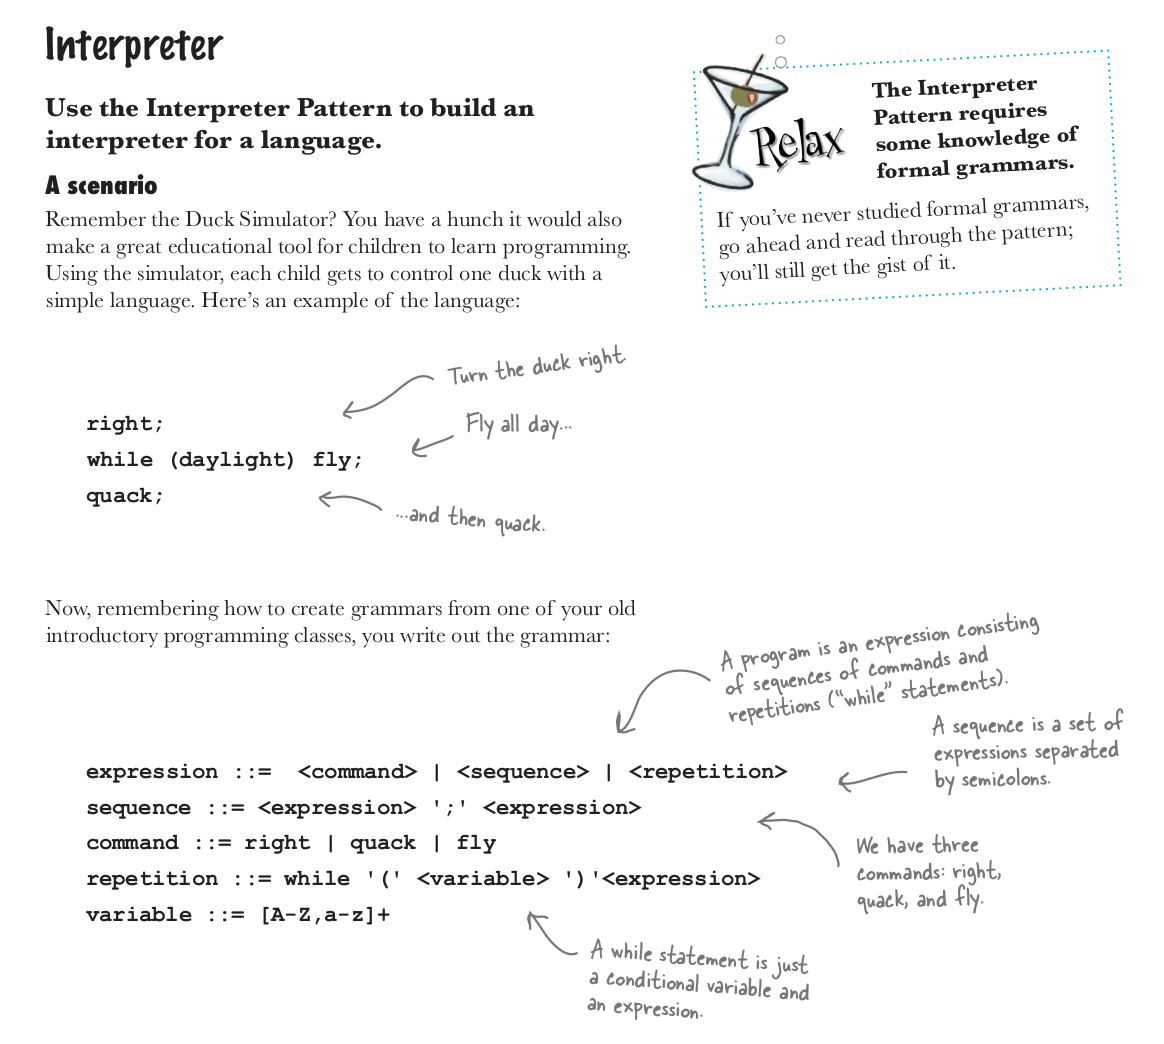 Interpreter
Use the Interpreter Pattern to build an
interpreter for a language.
A scenario
Remember the Duck Simulator? You have a hunch it would also
make a great educational tool for children to learn programming.
Using the simulator, each child gets to control one duck with a
simple language. Here’s an example of the language:
Relax
The Interpreter
Pattern requires
some knowledge of
formal grammars.
If you’ve never studied formal grammars,
go ahead and read through the pattern;
you’ll still get the gist of it.
Turn the duck right
right;
Fly all day...
while (daylight) fly;
quack;
...and then quack.
Now, remembering how to create grammars from one of your old
introductory programming classes, you write out the grammar:
A program is an expression consisting
of sequences of commands and
repetitions (“while” statements).
A sequence is a set of
expressions separated
by semicolons.
expression ::= <command> | <sequence> | <repetition>
sequence ::= <expression> ';' <expression>
command ::= right | quack | fly
repetition ::= while '(' <variable> ')'<expression>
variable ::= [A-Z,a-z]+
We have three
commands: right,
quack, and fly.
A while statement is just
a conditional variable and
an expression.